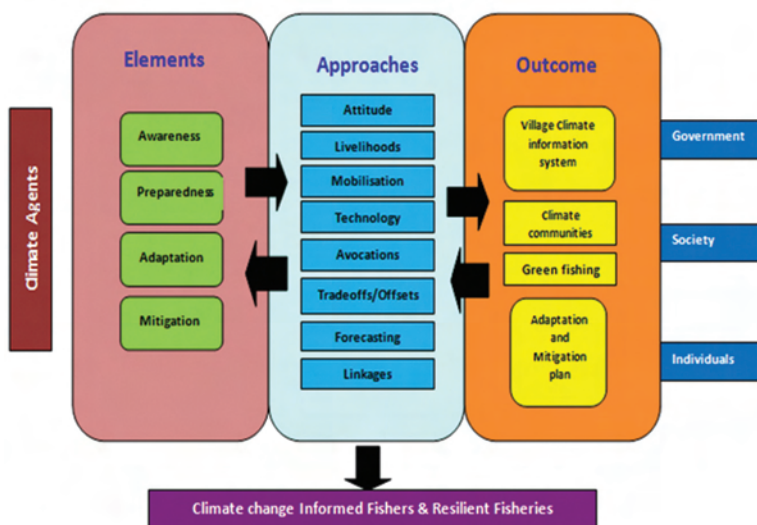 Climate Agents
Elements
Awareness
Preparedness
Adaptation
Mitigation
Approaches
Attitude
Livelihoods
Mobilisation
Technology
Avocations
Tradeoffs/Offsets
Forecasting
Linkages
Outcome
Village Climate
information
system
Climate
communities
Green fishing
Adaptation
and
Mitigation
plan
Government
Society
Individuals
Climate change Informed Fishers & Resilient Fisheries